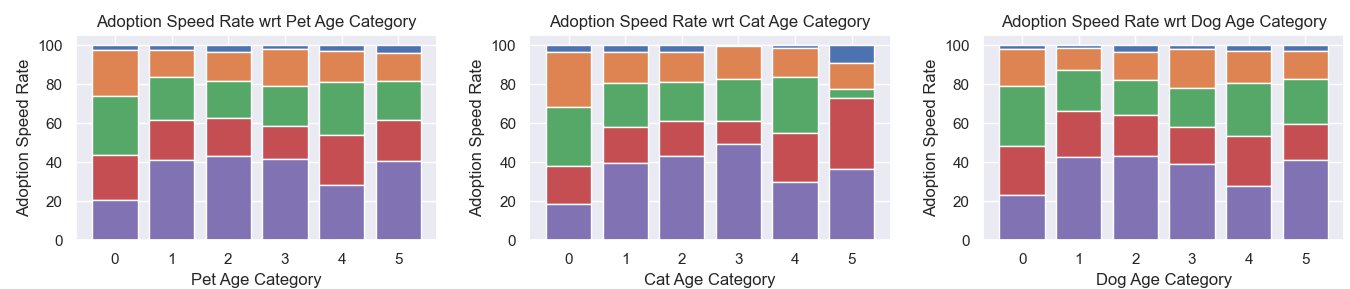 Adoption Speed Rate wrt Pet Age Category
Adoption Speed Rate
100
80
60
40
20
0
0 1 2 3 4 5
Pet Age Category
Adoption Speed Rate wrt Cat Age Category
Adoption Speed Rate
100
80
60
40
20
0
0 1 2 3 4 5
Cat Age Category
Adoption Speed Rate wrt Dog Age Category
Adoption Speed Rate
100
80
60
40
20
0
0 1 2 3 4 5
Dog Age Category